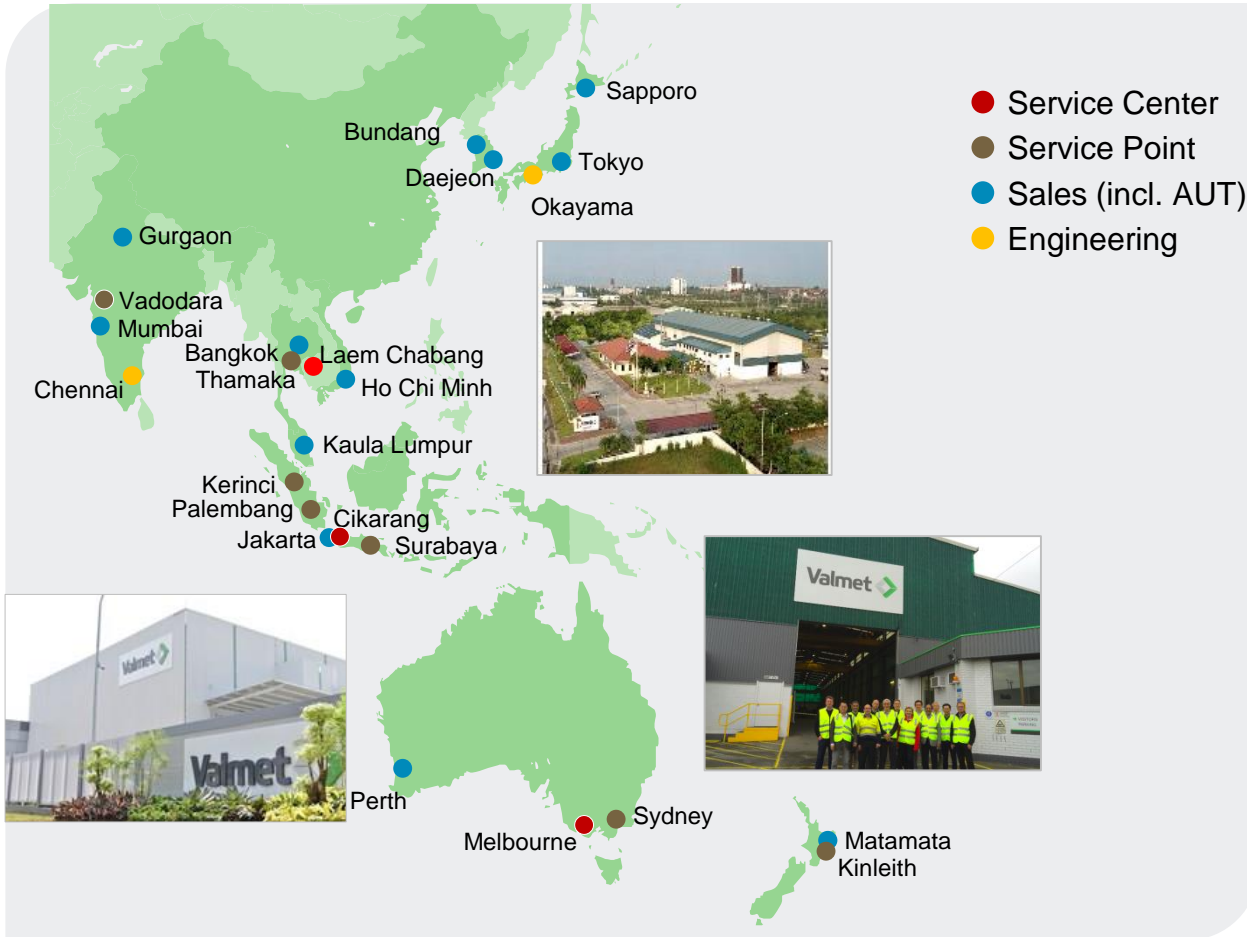 Sapporo
Bundang
Daejeon
Tokyo
Okayama
Service Center
Service Point
Sales (incl. AUT)
Engineering
Gurgaon
Vadodara
Mumbai
Chennai
Bangkok
Laem Chabang
Thamaka
Ho Chi Minh
Kaula Lumpur
Kerinci
Palembang
Cikarang
Jakarta
Surabaya
Valmet
Valmet
Valmet
Perth
Melbourne
Sydney
Matamata
Kinleith